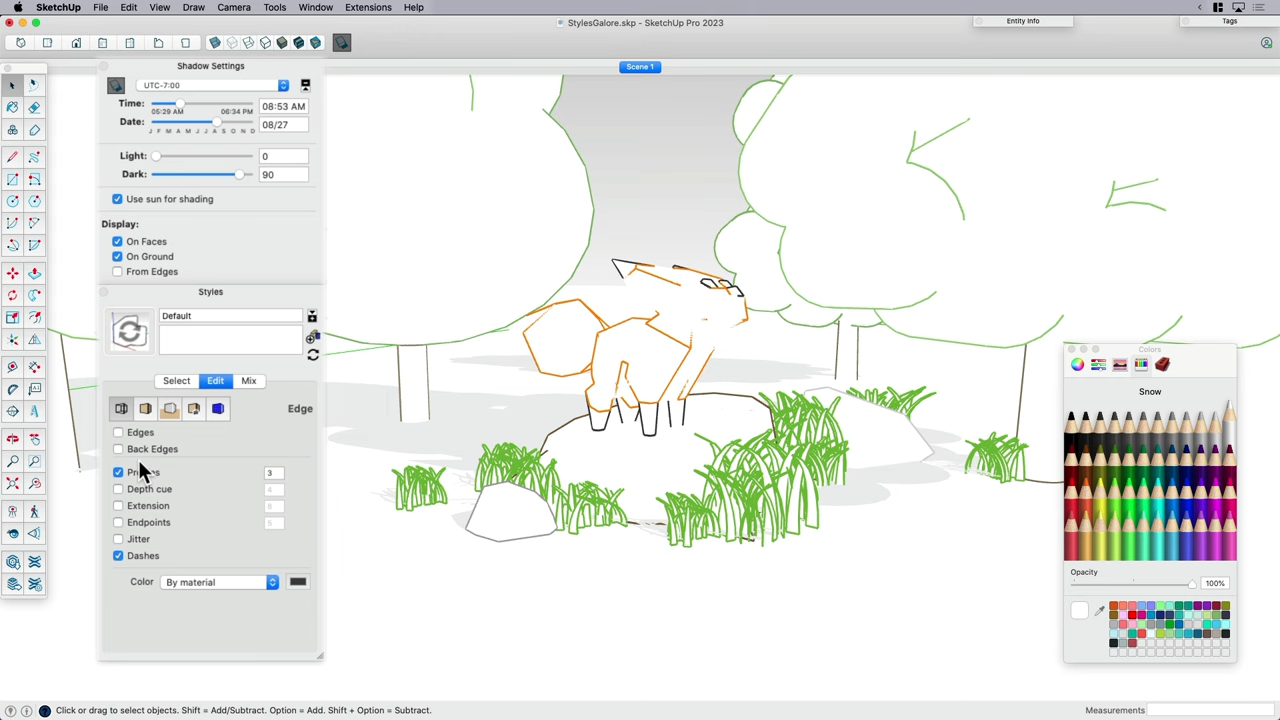 SketchUp File Edit View Draw Camera Tools Window Extensions Help
StylesGalore.skp - SketchUp Pro 2023
Entity Info
Tags
Scene 1
Shadow Settings
UTC-7:00
Time: 08:53 AM
05:29 AM 06:34 PM
Date: 08/27
J F M A M J J A S O N D
Light: 0
Dark: 90
Use sun for shading
Display:
On Faces
On Ground
From Edges
Styles
Default
Select Edit Mix
Edge
Edges
Back Edges
3
Depth cue 4
Extension
Endpoints 5
Jitter
Dashes
Color By material
Colors
Snow
Opacity
100%
Click or drag to select objects. Shift = Add/Subtract. Option = Add. Shift + Option = Subtract.
Measurements